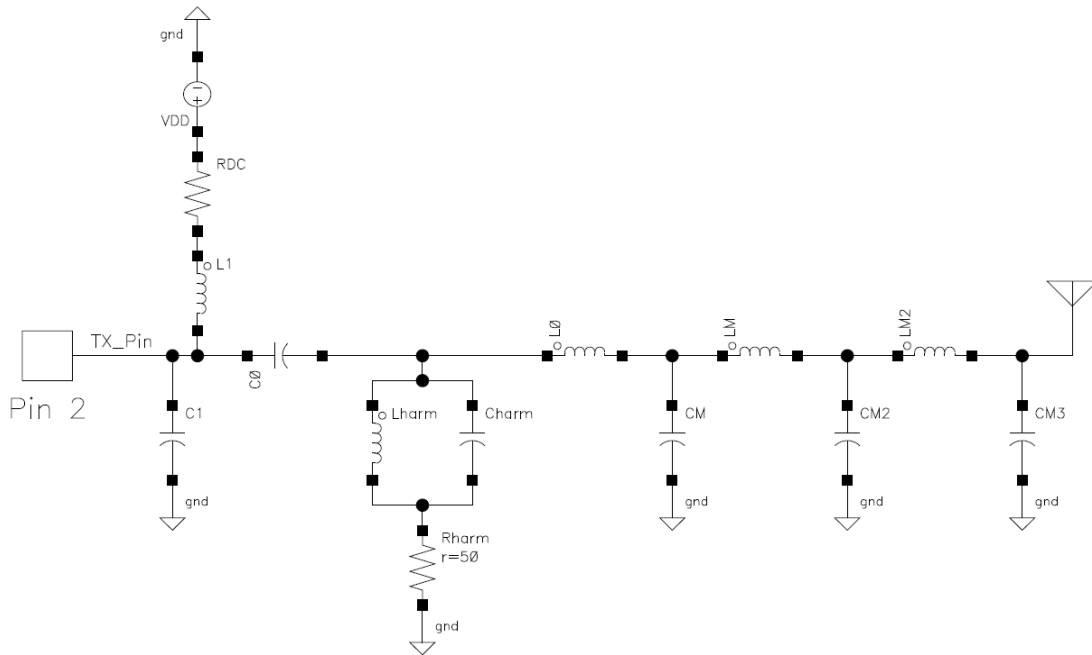 gnd
VDD
RDC
L1
TX_Pin
Pin 2
C0
L0
LM
LM2
C1
Lharm
Charm
CM
CM2
CM3
gnd
gnd
gnd
gnd
Rharm
r=50
gnd